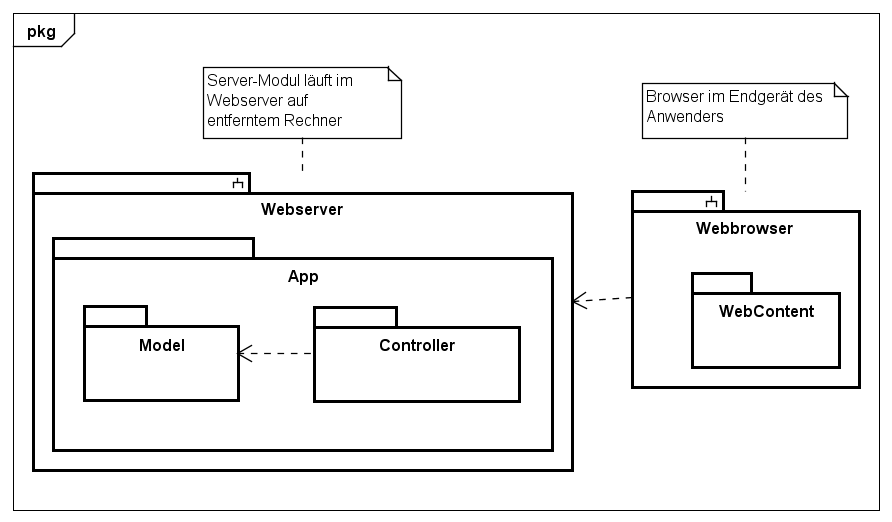 pkg
Server-Modul läuft im
Webserver auf
entferntem Rechner
Browser im Endgerät des
Anwenders
Webserver
App
Model
Controller
Webbrowser
WebContent